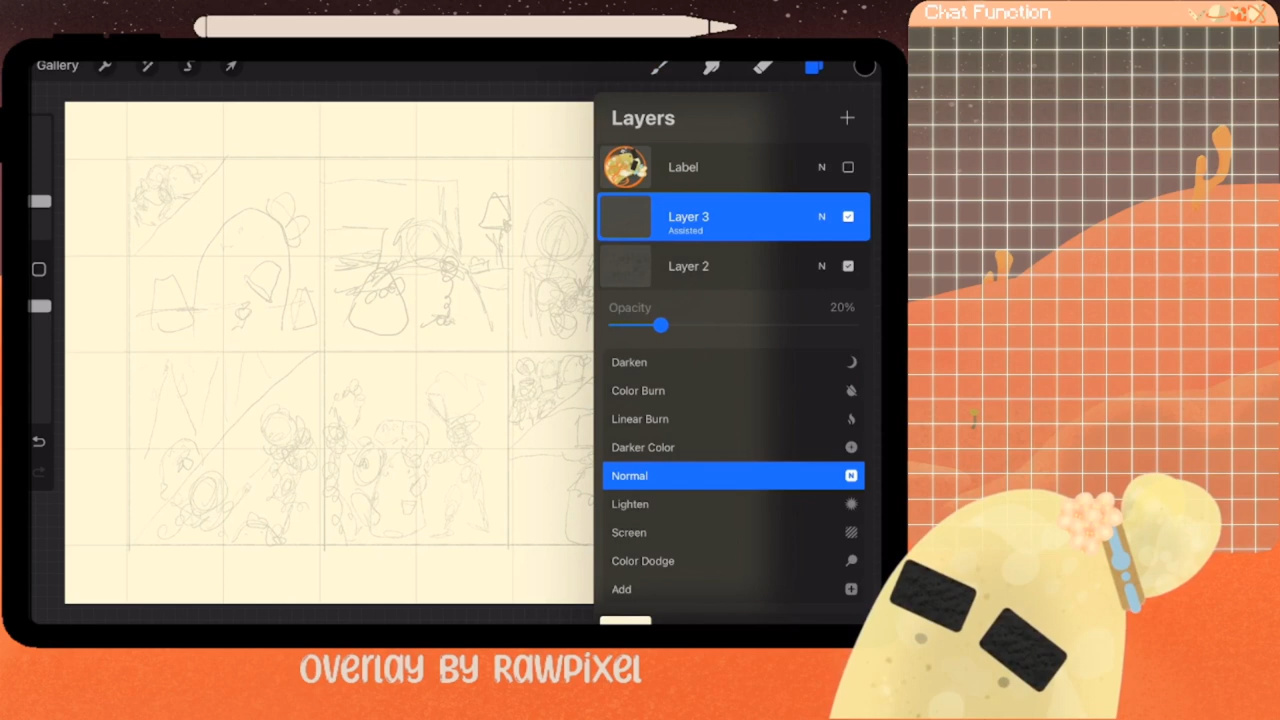 Chat Function
Gallery
Layers
Label N
Layer 3 N
Assisted
Layer 2 N
Opacity 20%
Darken
Color Burn
Linear Burn
Darker Color
Normal N
Lighten
Screen
Color Dodge
Add
Overlay by Rawpixel